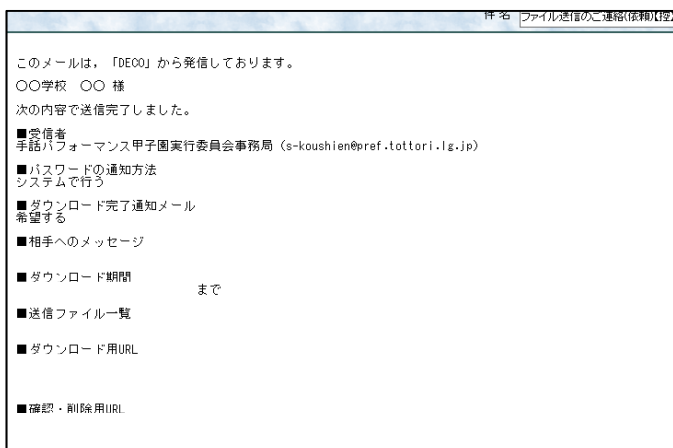 件名 ファイル送信のご連絡(依頼)【控】
このメールは，「DECO」から発信しております。
〇〇学校 〇〇 様
次の内容で送信完了しました。
■受信者
手話パフォーマンス甲子園実行委員会事務局（s-koushien@pref.tottori.lg.jp)
■パスワードの通知方法
システムで行う
■ダウンロード完了通知メール
希望する
■相手へのメッセージ
■ダウンロード期間
まで
■送信ファイル一覧
■ダウンロード用URL
■確認・削除用URL